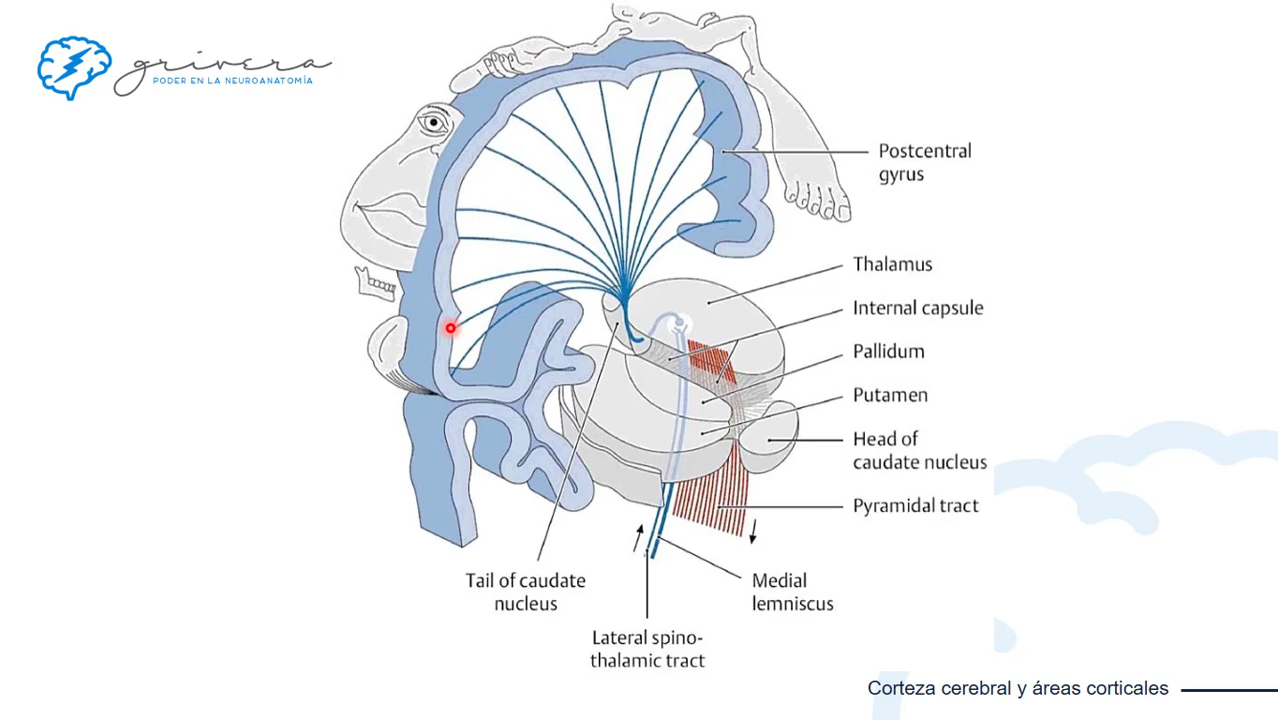 grivera
PODER EN LA NEUROANATOMÍA
Postcentral
gyrus
Thalamus
Internal capsule
Pallidum
Putamen
Head of
caudate nucleus
Pyramidal tract
Tail of caudate
nucleus
Medial
lemniscus
Lateral spino-
thalamic tract
Corteza cerebral y áreas corticales